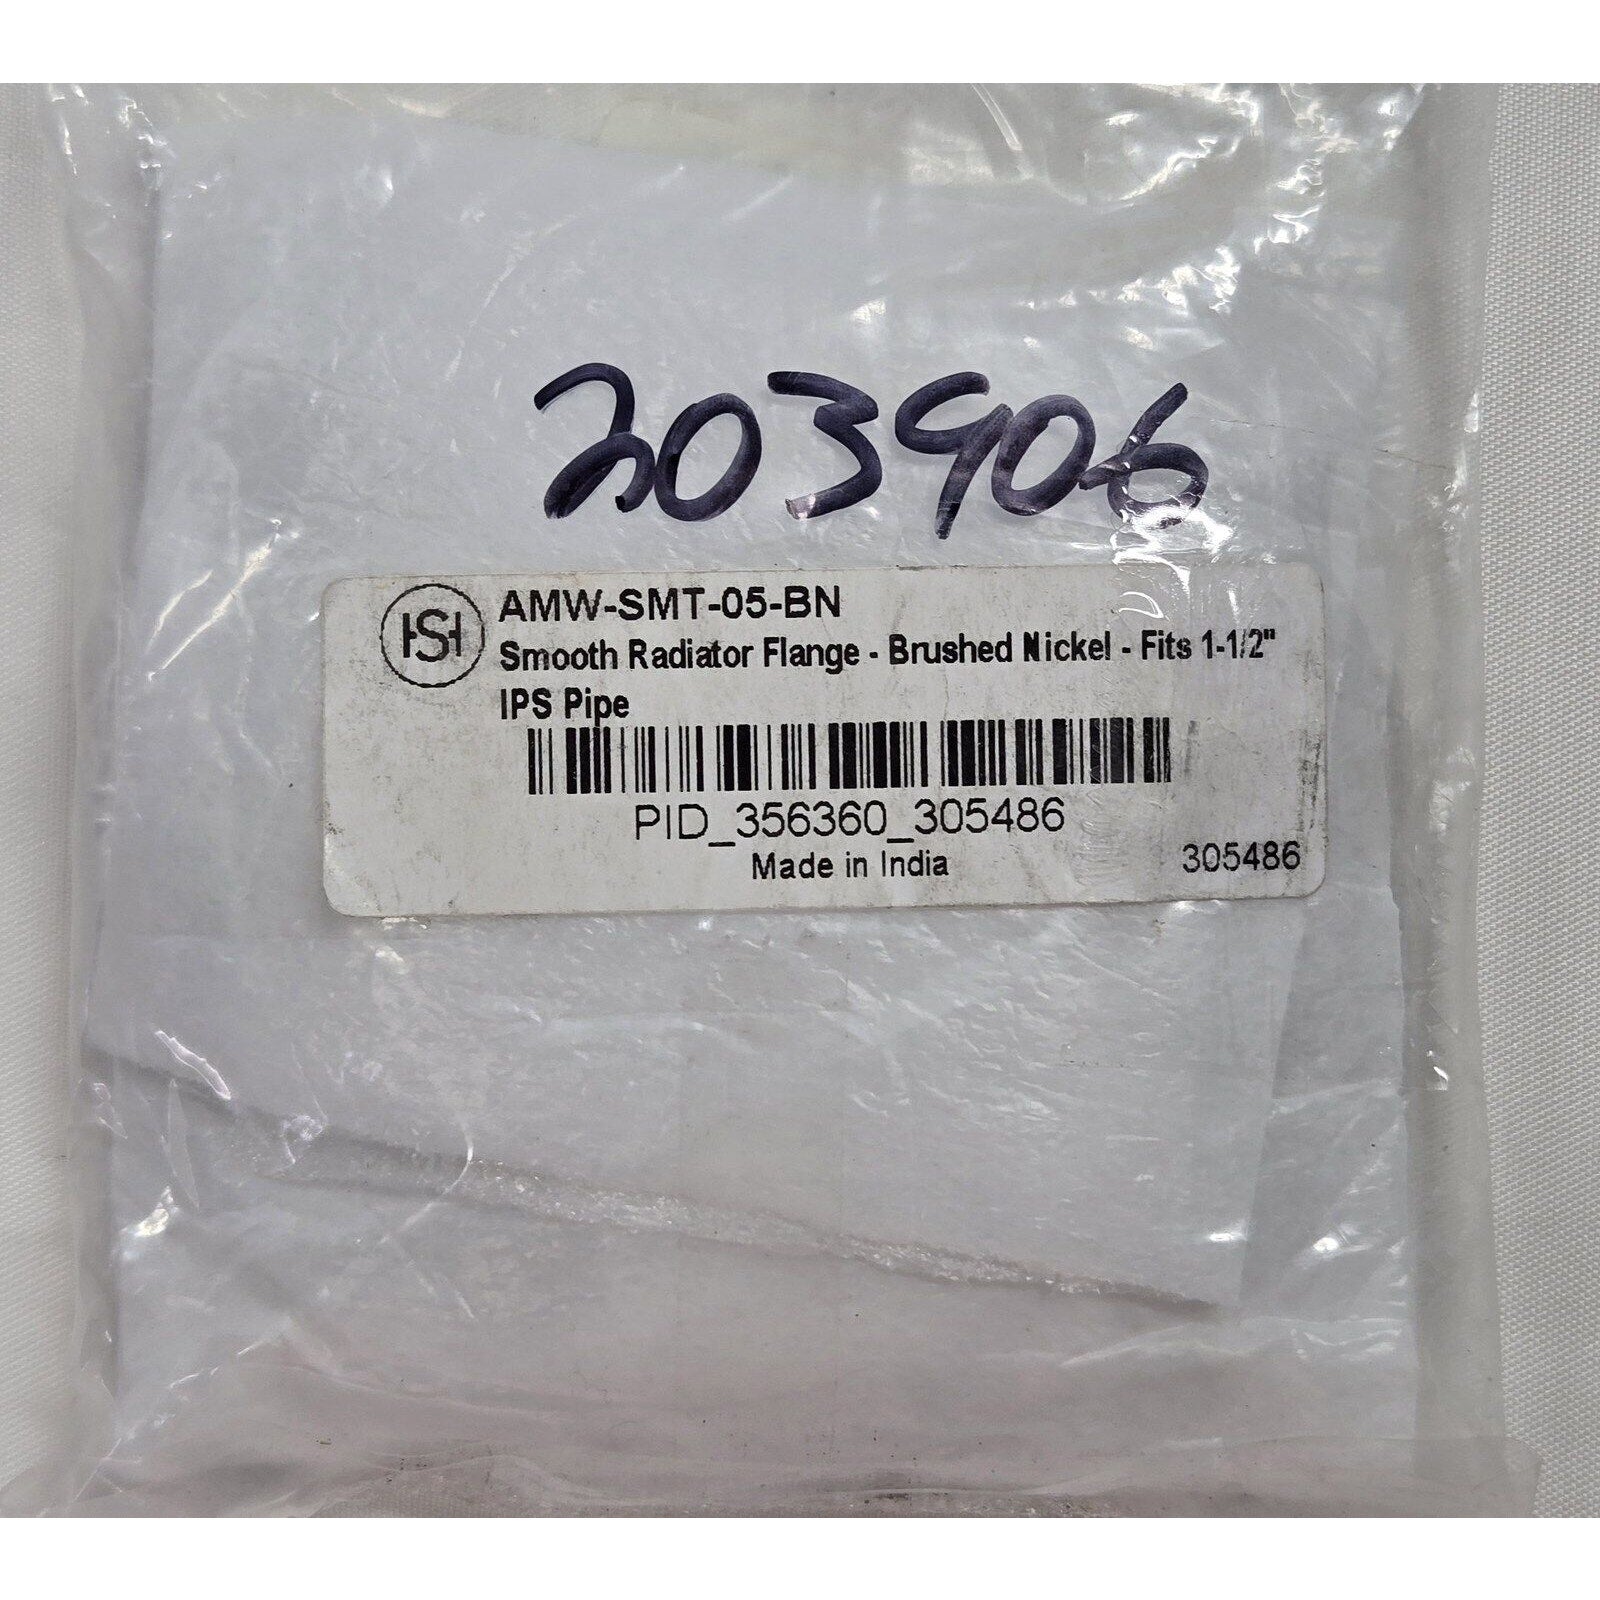 203906
HSH
AMW-SMT-05-BN
Smooth Radiator Flange - Brushed Nickel - Fits 1-1/2"
IPS Pipe
PID_356360_305486
Made in India
305486